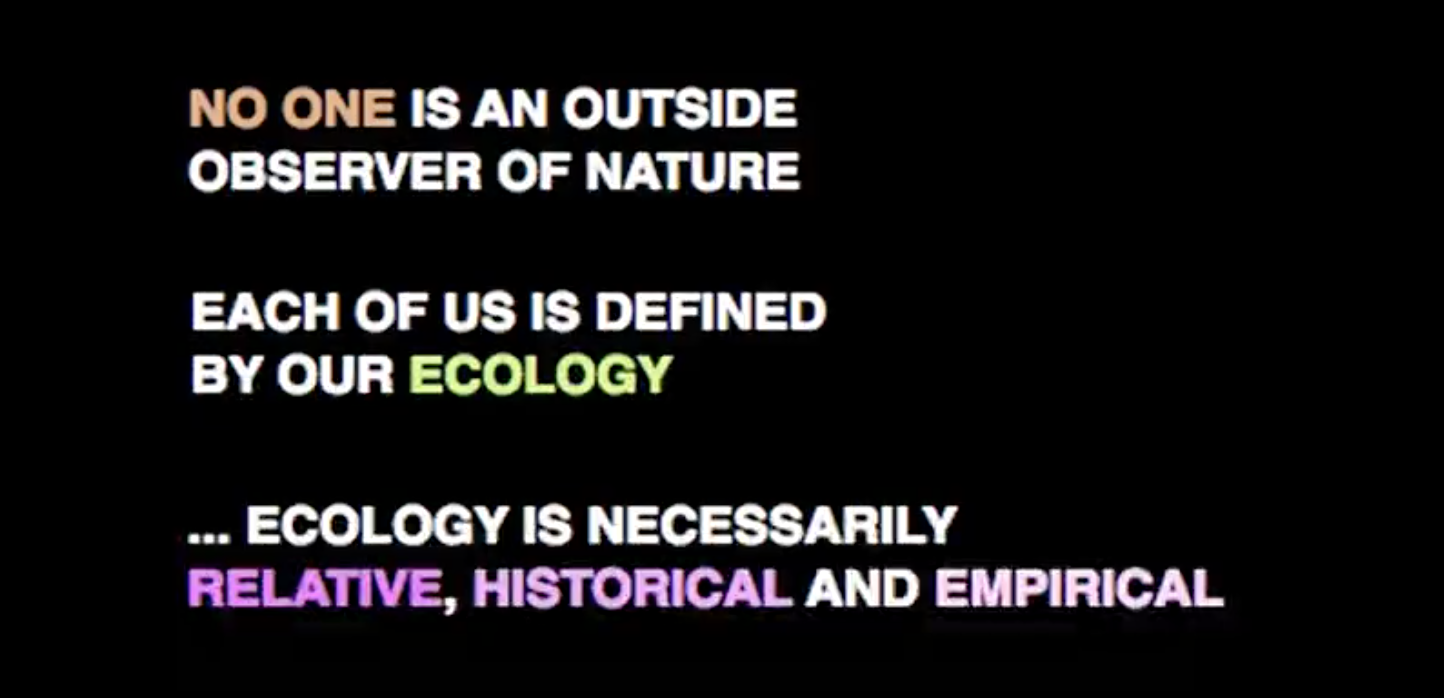 NO ONE IS AN OUTSIDE
OBSERVER OF NATURE
EACH OF US IS DEFINED
BY OUR ECOLOGY
... ECOLOGY IS NECESSARILY
RELATIVE, HISTORICAL AND EMPIRICAL